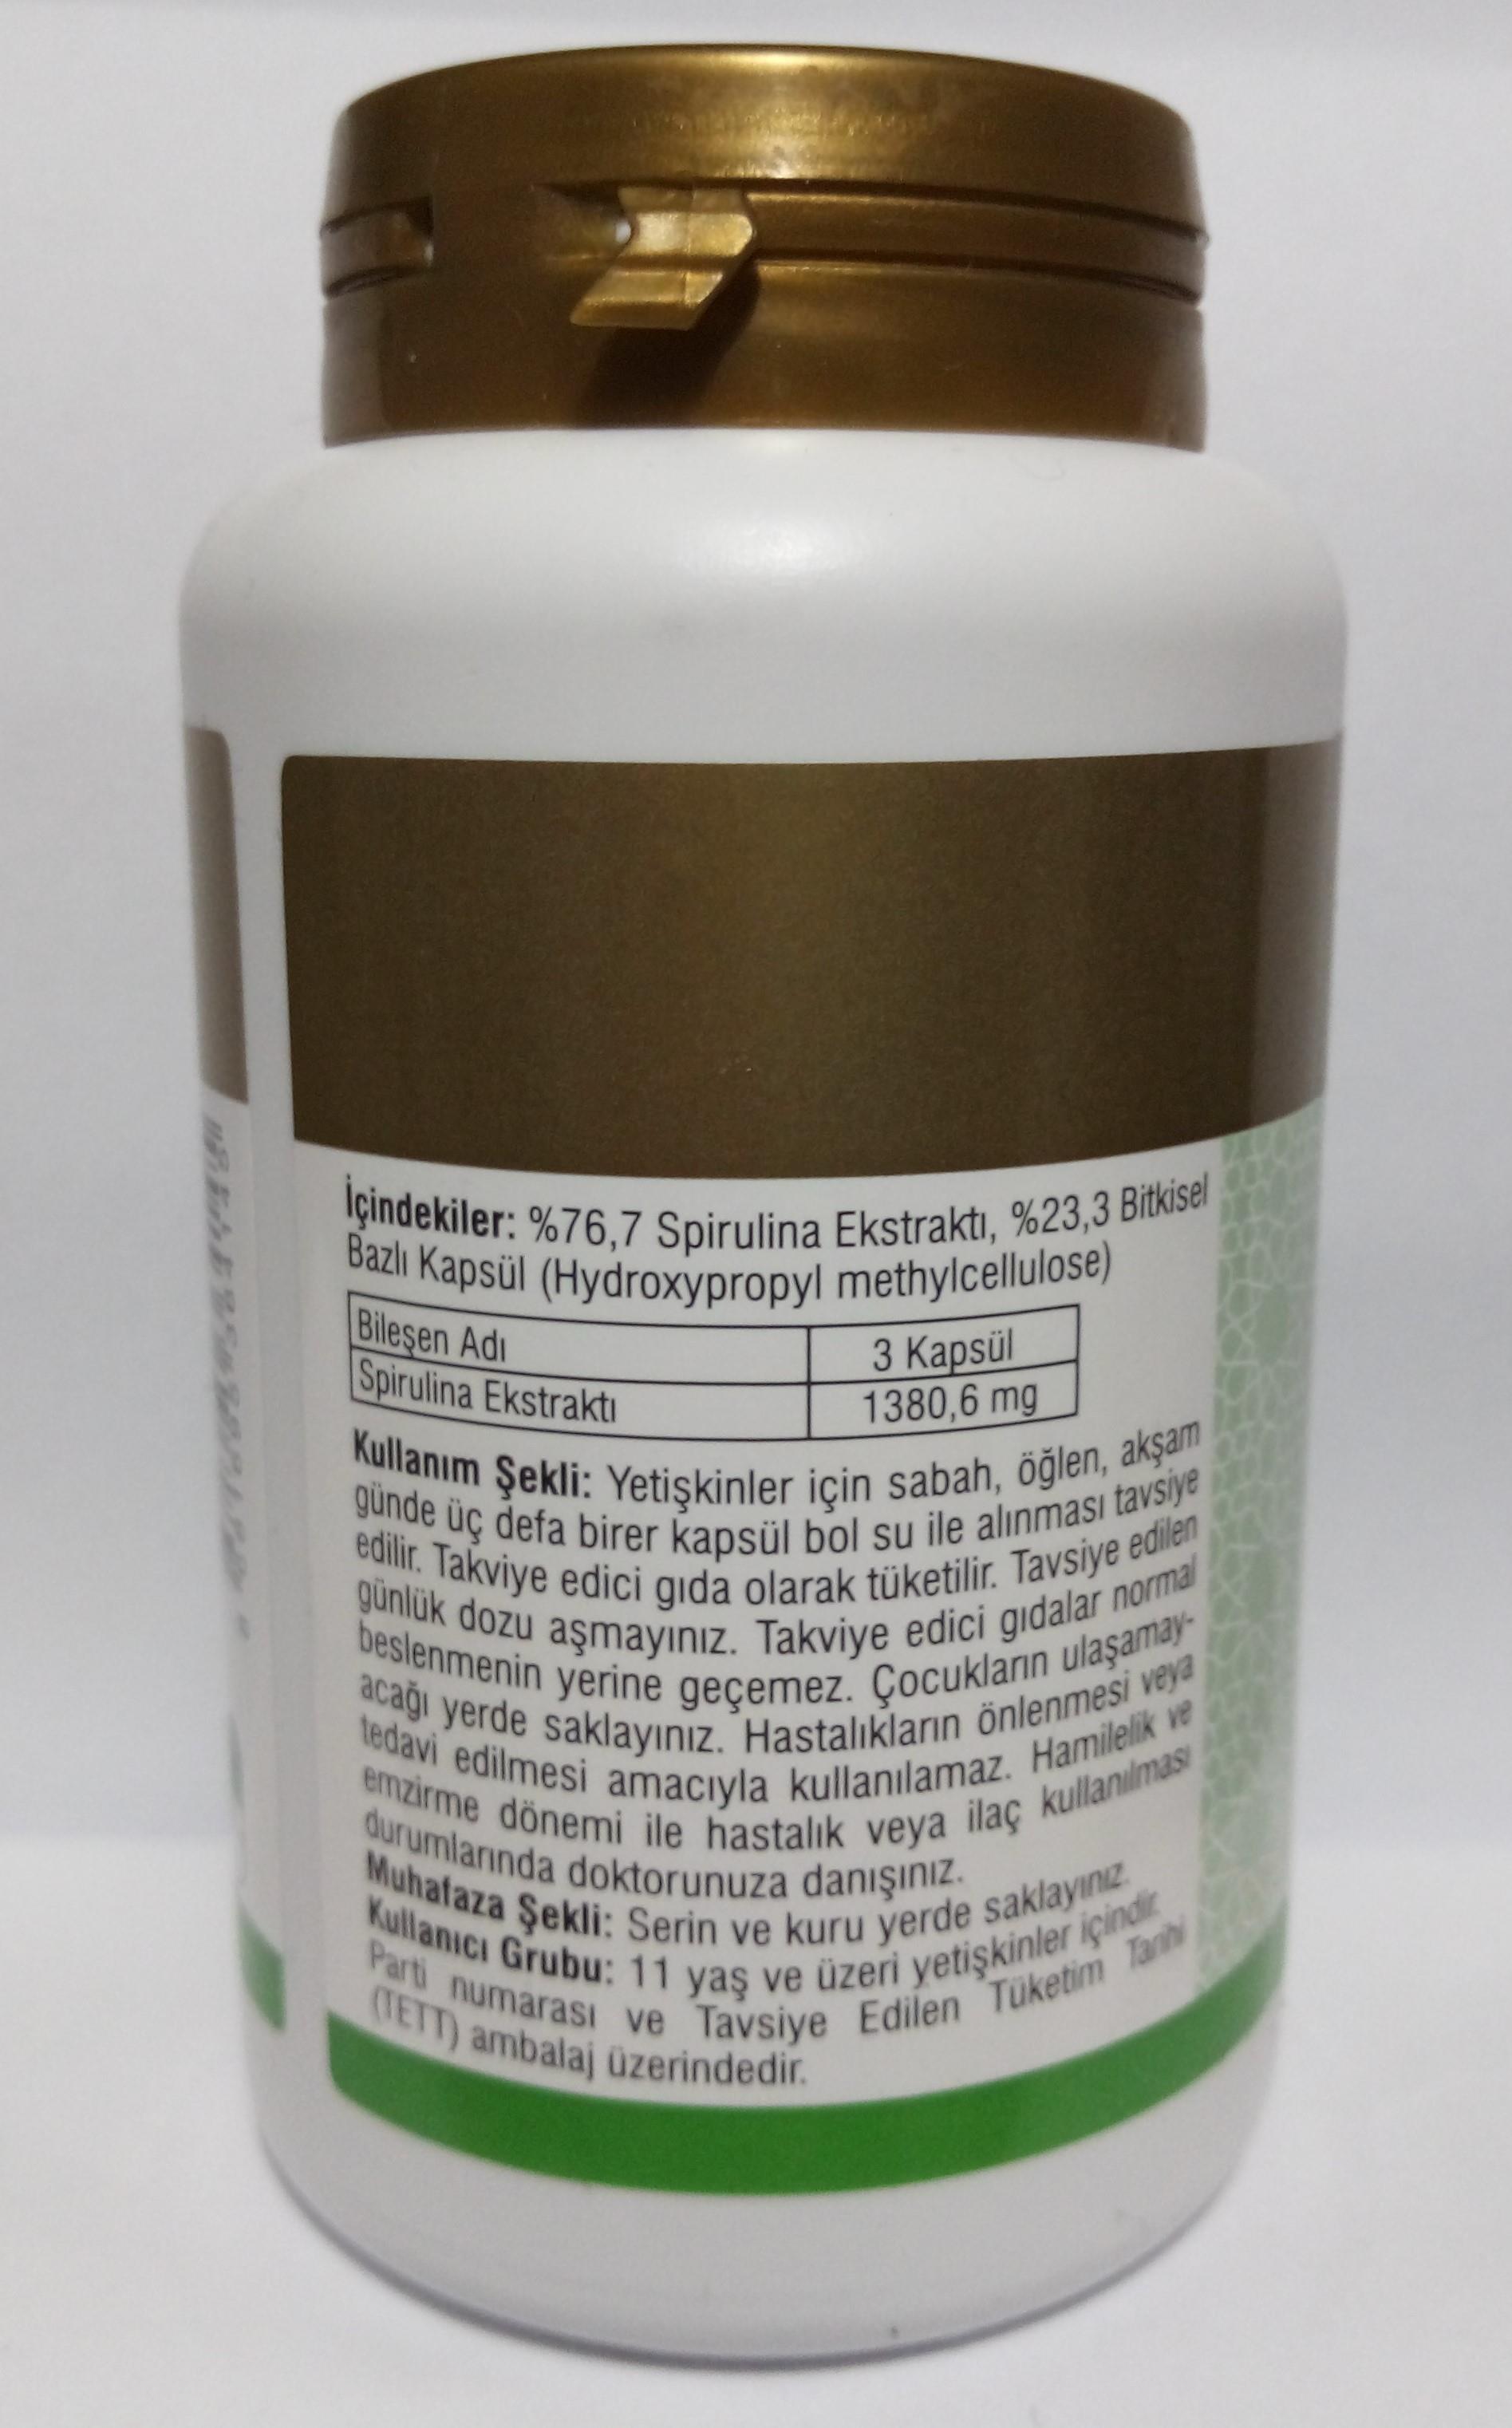 İçindekiler: %76,7 Spirulina Ekstraktı, %23,3 Bitkisel
Bazlı Kapsül (Hydroxypropyl methylcellulose)
Bileşen Adı 3 Kapsül
Spirulina Ekstraktı 1380,6 mg
Kullanım Şekli: Yetişkinler için sabah, öğlen, akşam
günde üç defa birer kapsül bol su ile alınması tavsiye
edilir. Takviye edici gıda olarak tüketilir. Tavsiye edilen
günlük dozu aşmayınız. Takviye edici gıdalar normal
beslenmenin yerine geçemez. Çocukların ulaşamay-
acağı yerde saklayınız. Hastalıkların önlenmesi veya
tedavi edilmesi amacıyla kullanılamaz. Hamilelik ve
emzirme dönemi ile hastalık veya ilaç kullanılması
durumlarında doktorunuza danışınız.
Muhafaza Şekli: Serin ve kuru yerde saklayınız.
Kullanıcı Grubu: 11 yaş ve üzeri yetişkinler içindir.
Parti numarası ve Tavsiye Edilen Tüketim Tarihi
(TETT) ambalaj üzerindedir.